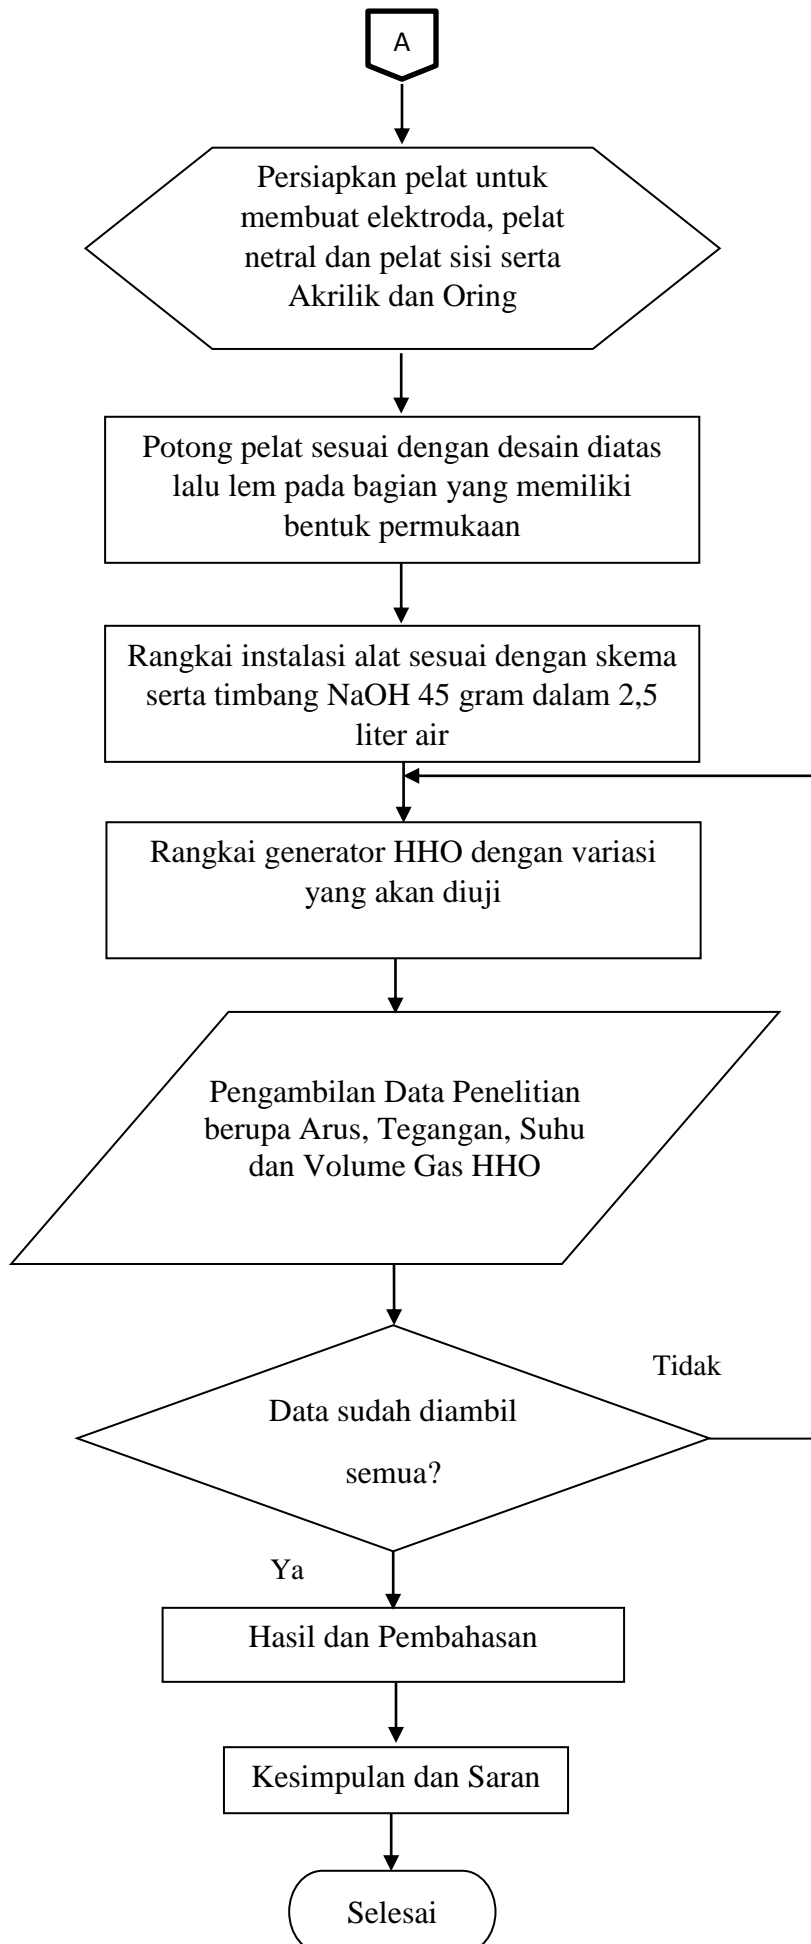 A
Persiapkan pelat untuk
membuat elektroda, pelat
netral dan pelat sisi serta
Akrilik dan Oring
Potong pelat sesuai dengan desain diatas
lalu lem pada bagian yang memiliki
bentuk permukaan
Rangkai instalasi alat sesuai dengan skema
serta timbang NaOH 45 gram dalam 2,5
liter air
Rangkai generator HHO dengan variasi
yang akan diuji
Pengambilan Data Penelitian
berupa Arus, Tegangan, Suhu
dan Volume Gas HHO
Tidak
Data sudah diambil
semua?
Ya
Hasil dan Pembahasan
Kesimpulan dan Saran
Selesai